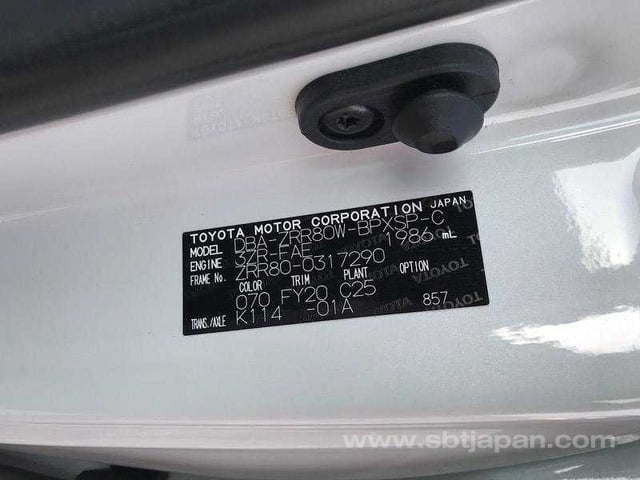 TOYOTA MOTOR CORPORATION JAPAN
MODEL DBA-ZRR80W-BPXSP-C
ENGINE 3ZR-FAE 1986 mL
FRAME No. ZRR80-0317290
COLOR TRIM PLANT OPTION
070 FY20 C25
TRANS./AXLE K114 -01A 857
www.sbtjapan.com